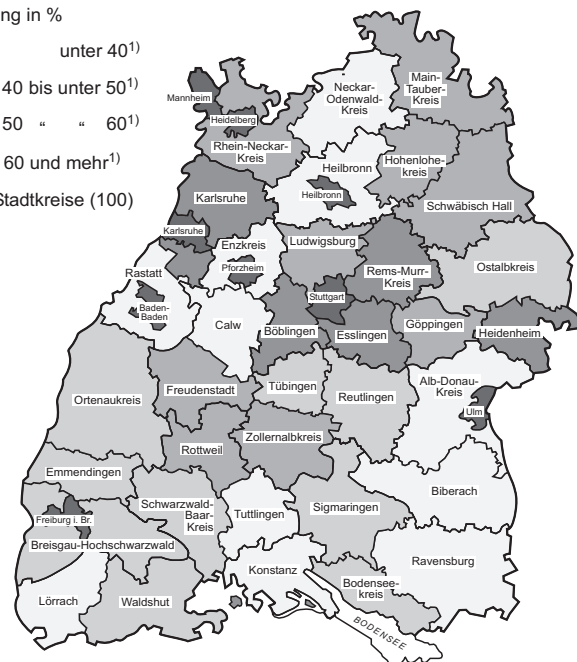 ng in %
unter 40¹⁾
40 bis unter 50¹⁾
50 “ “ 60¹⁾
60 und mehr¹⁾
Stadtkreise (100)
Main-
Tauber-
Kreis
Neckar-
Odenwald-
Kreis
Mannheim
Heidelberg
Rhein-Neckar-
Kreis
Hohenlohe-
kreis
Heilbronn
Heilbronn
Karlsruhe
Schwäbisch Hall
Karlsruhe
Enzkreis
Ludwigsburg
Pforzheim
Rems-Murr-
Kreis
Ostalbkreis
Rastatt
Stuttgart
Baden-
Baden
Calw
Böblingen
Esslingen
Göppingen
Heidenheim
Ortenaukreis
Freudenstadt
Tübingen
Reutlingen
Alb-Donau-
Kreis
Ulm
Zollernalbkreis
Rottweil
Emmendingen
Biberach
Schwarzwald-
Baar-
Kreis
Tuttlingen
Sigmaringen
Freiburg i. Br.
Breisgau-Hochschwarzwald
Ravensburg
Konstanz
Bodensee-
kreis
Lörrach
Waldshut
BODENSEE